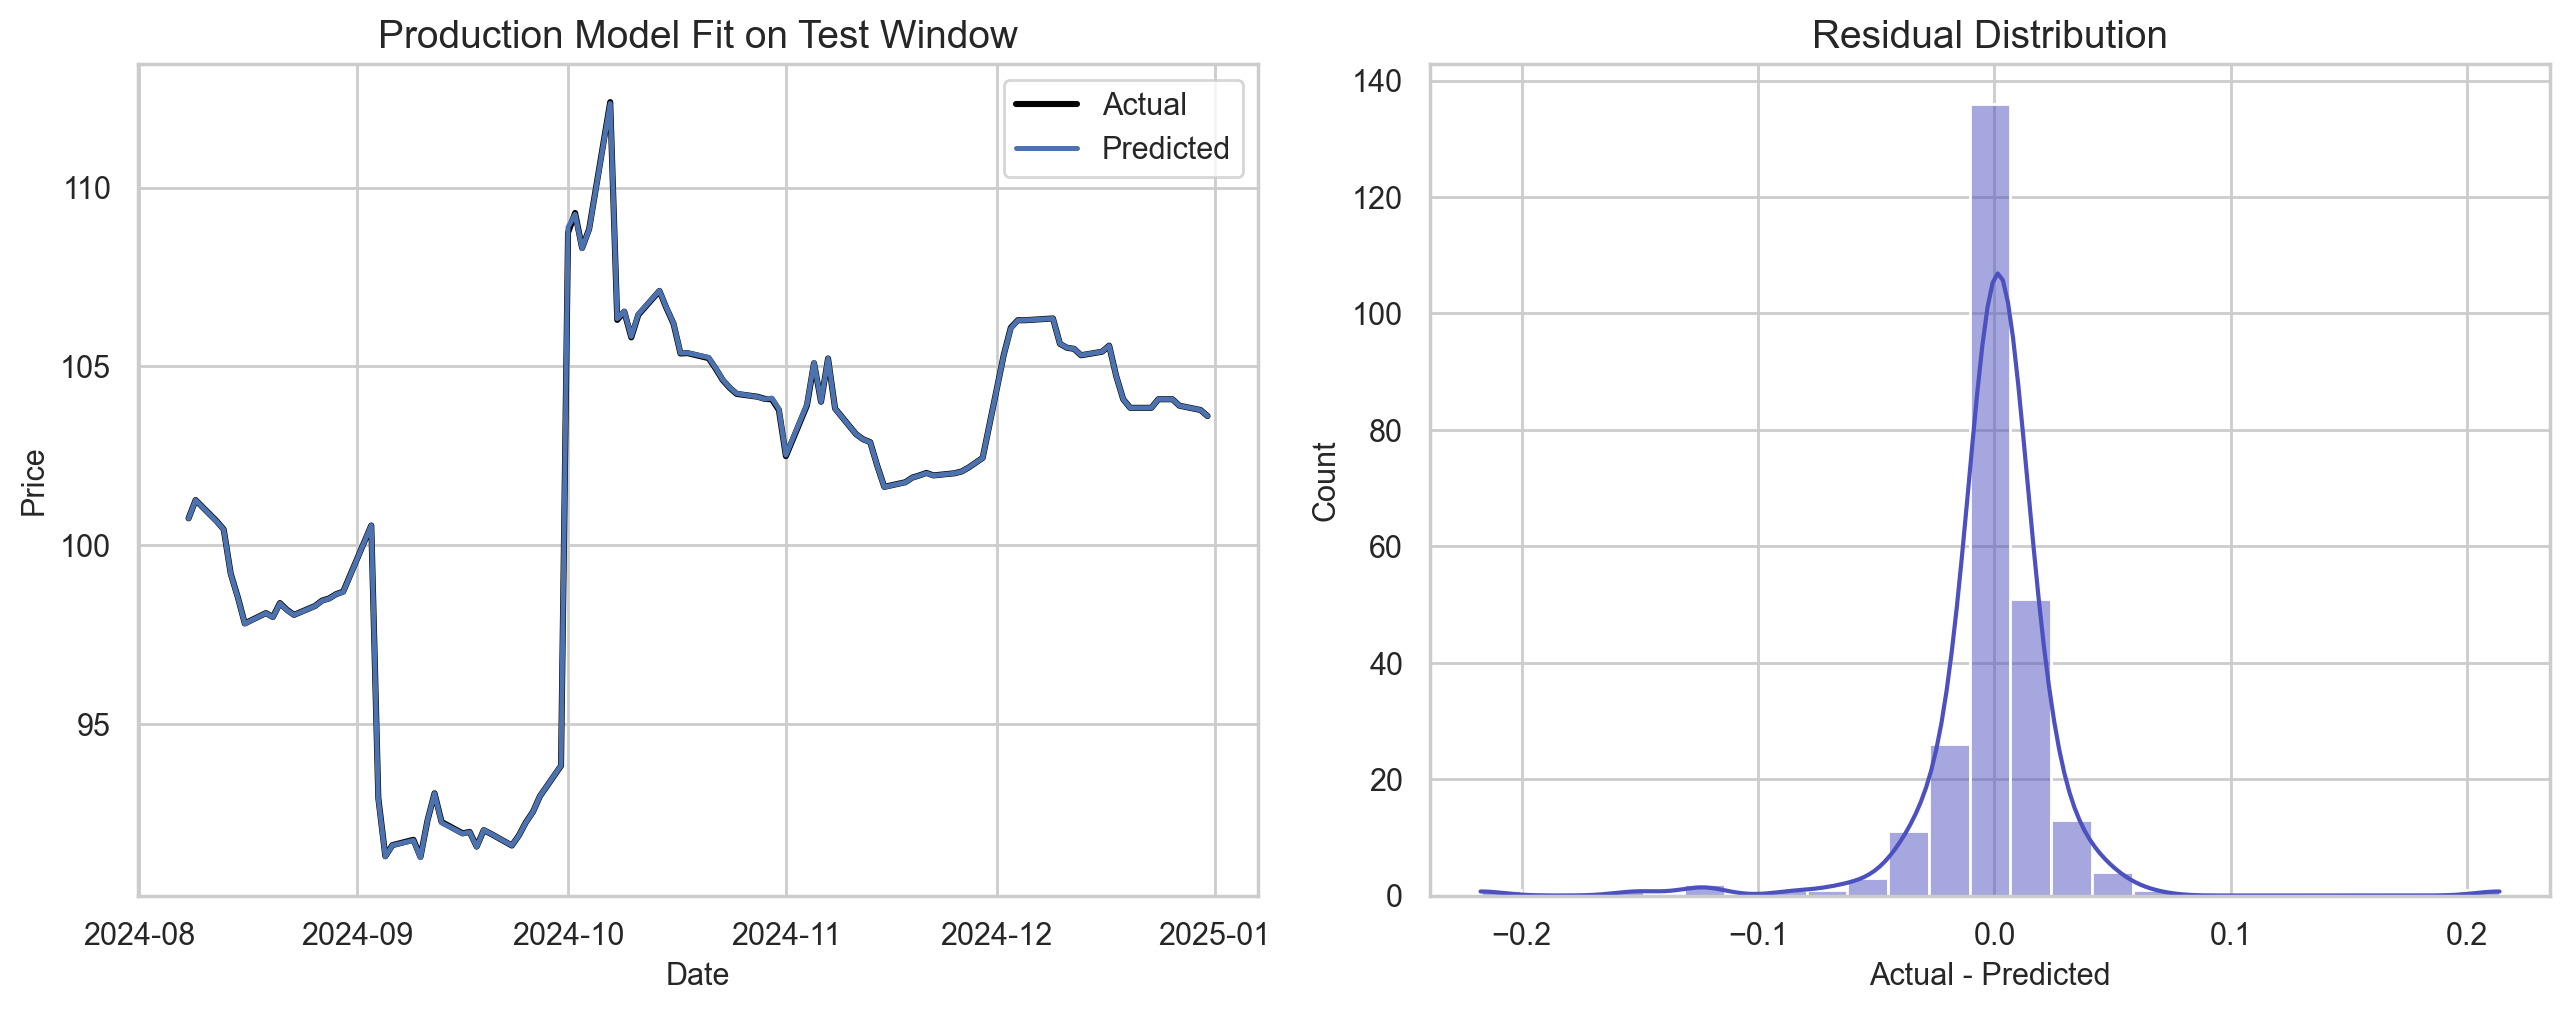 Production Model Fit on Test Window
Actual
Predicted
110
105
100
95
Price
2024-08
2024-09
2024-10
2024-11
2024-12
2025-01
Date
Residual Distribution
140
120
100
80
60
40
20
0
Count
−0.2
−0.1
0.0
0.1
0.2
Actual - Predicted